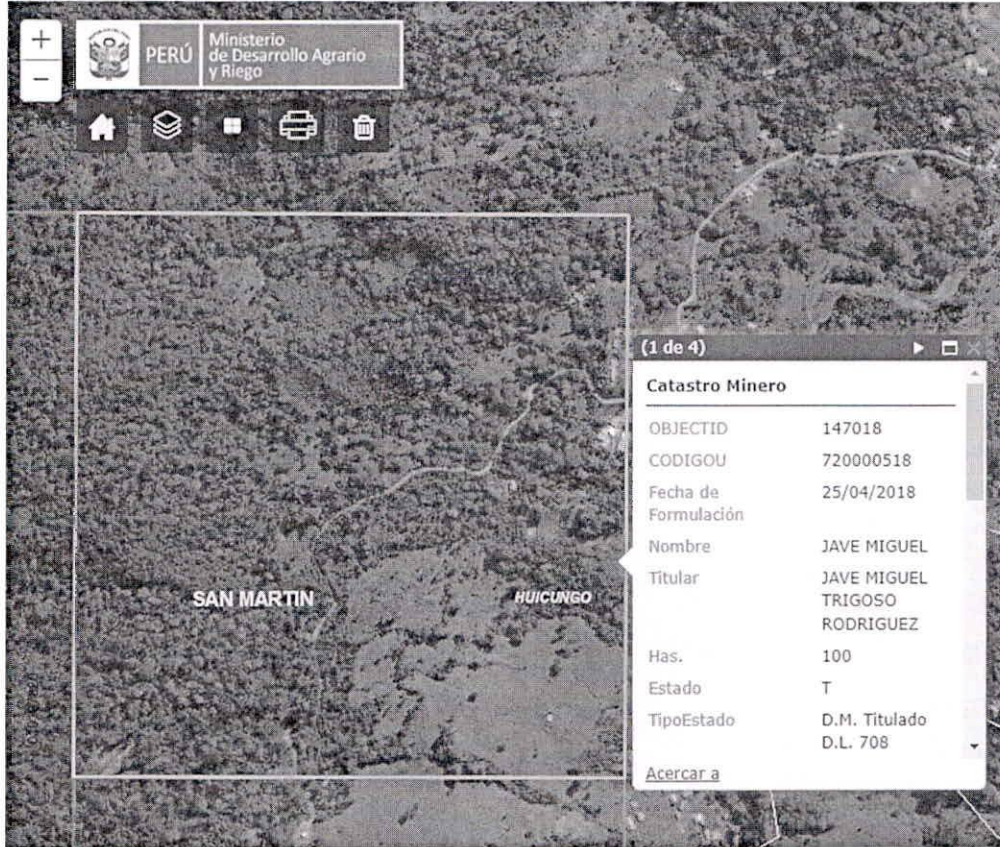 +
PERÚ
Ministerio
de Desarrollo Agrario
y Riego
−
(1 de 4)
Catastro Minero
OBJECTID 147018
CODIGOU 720000518
Fecha de 25/04/2018
Formulación
Nombre JAVE MIGUEL
Titular JAVE MIGUEL
TRIGOSO
RODRIGUEZ
Has. 100
Estado T
TipoEstado D.M. Titulado
D.L. 708
Acercar a
SAN MARTIN
HUICUNGO